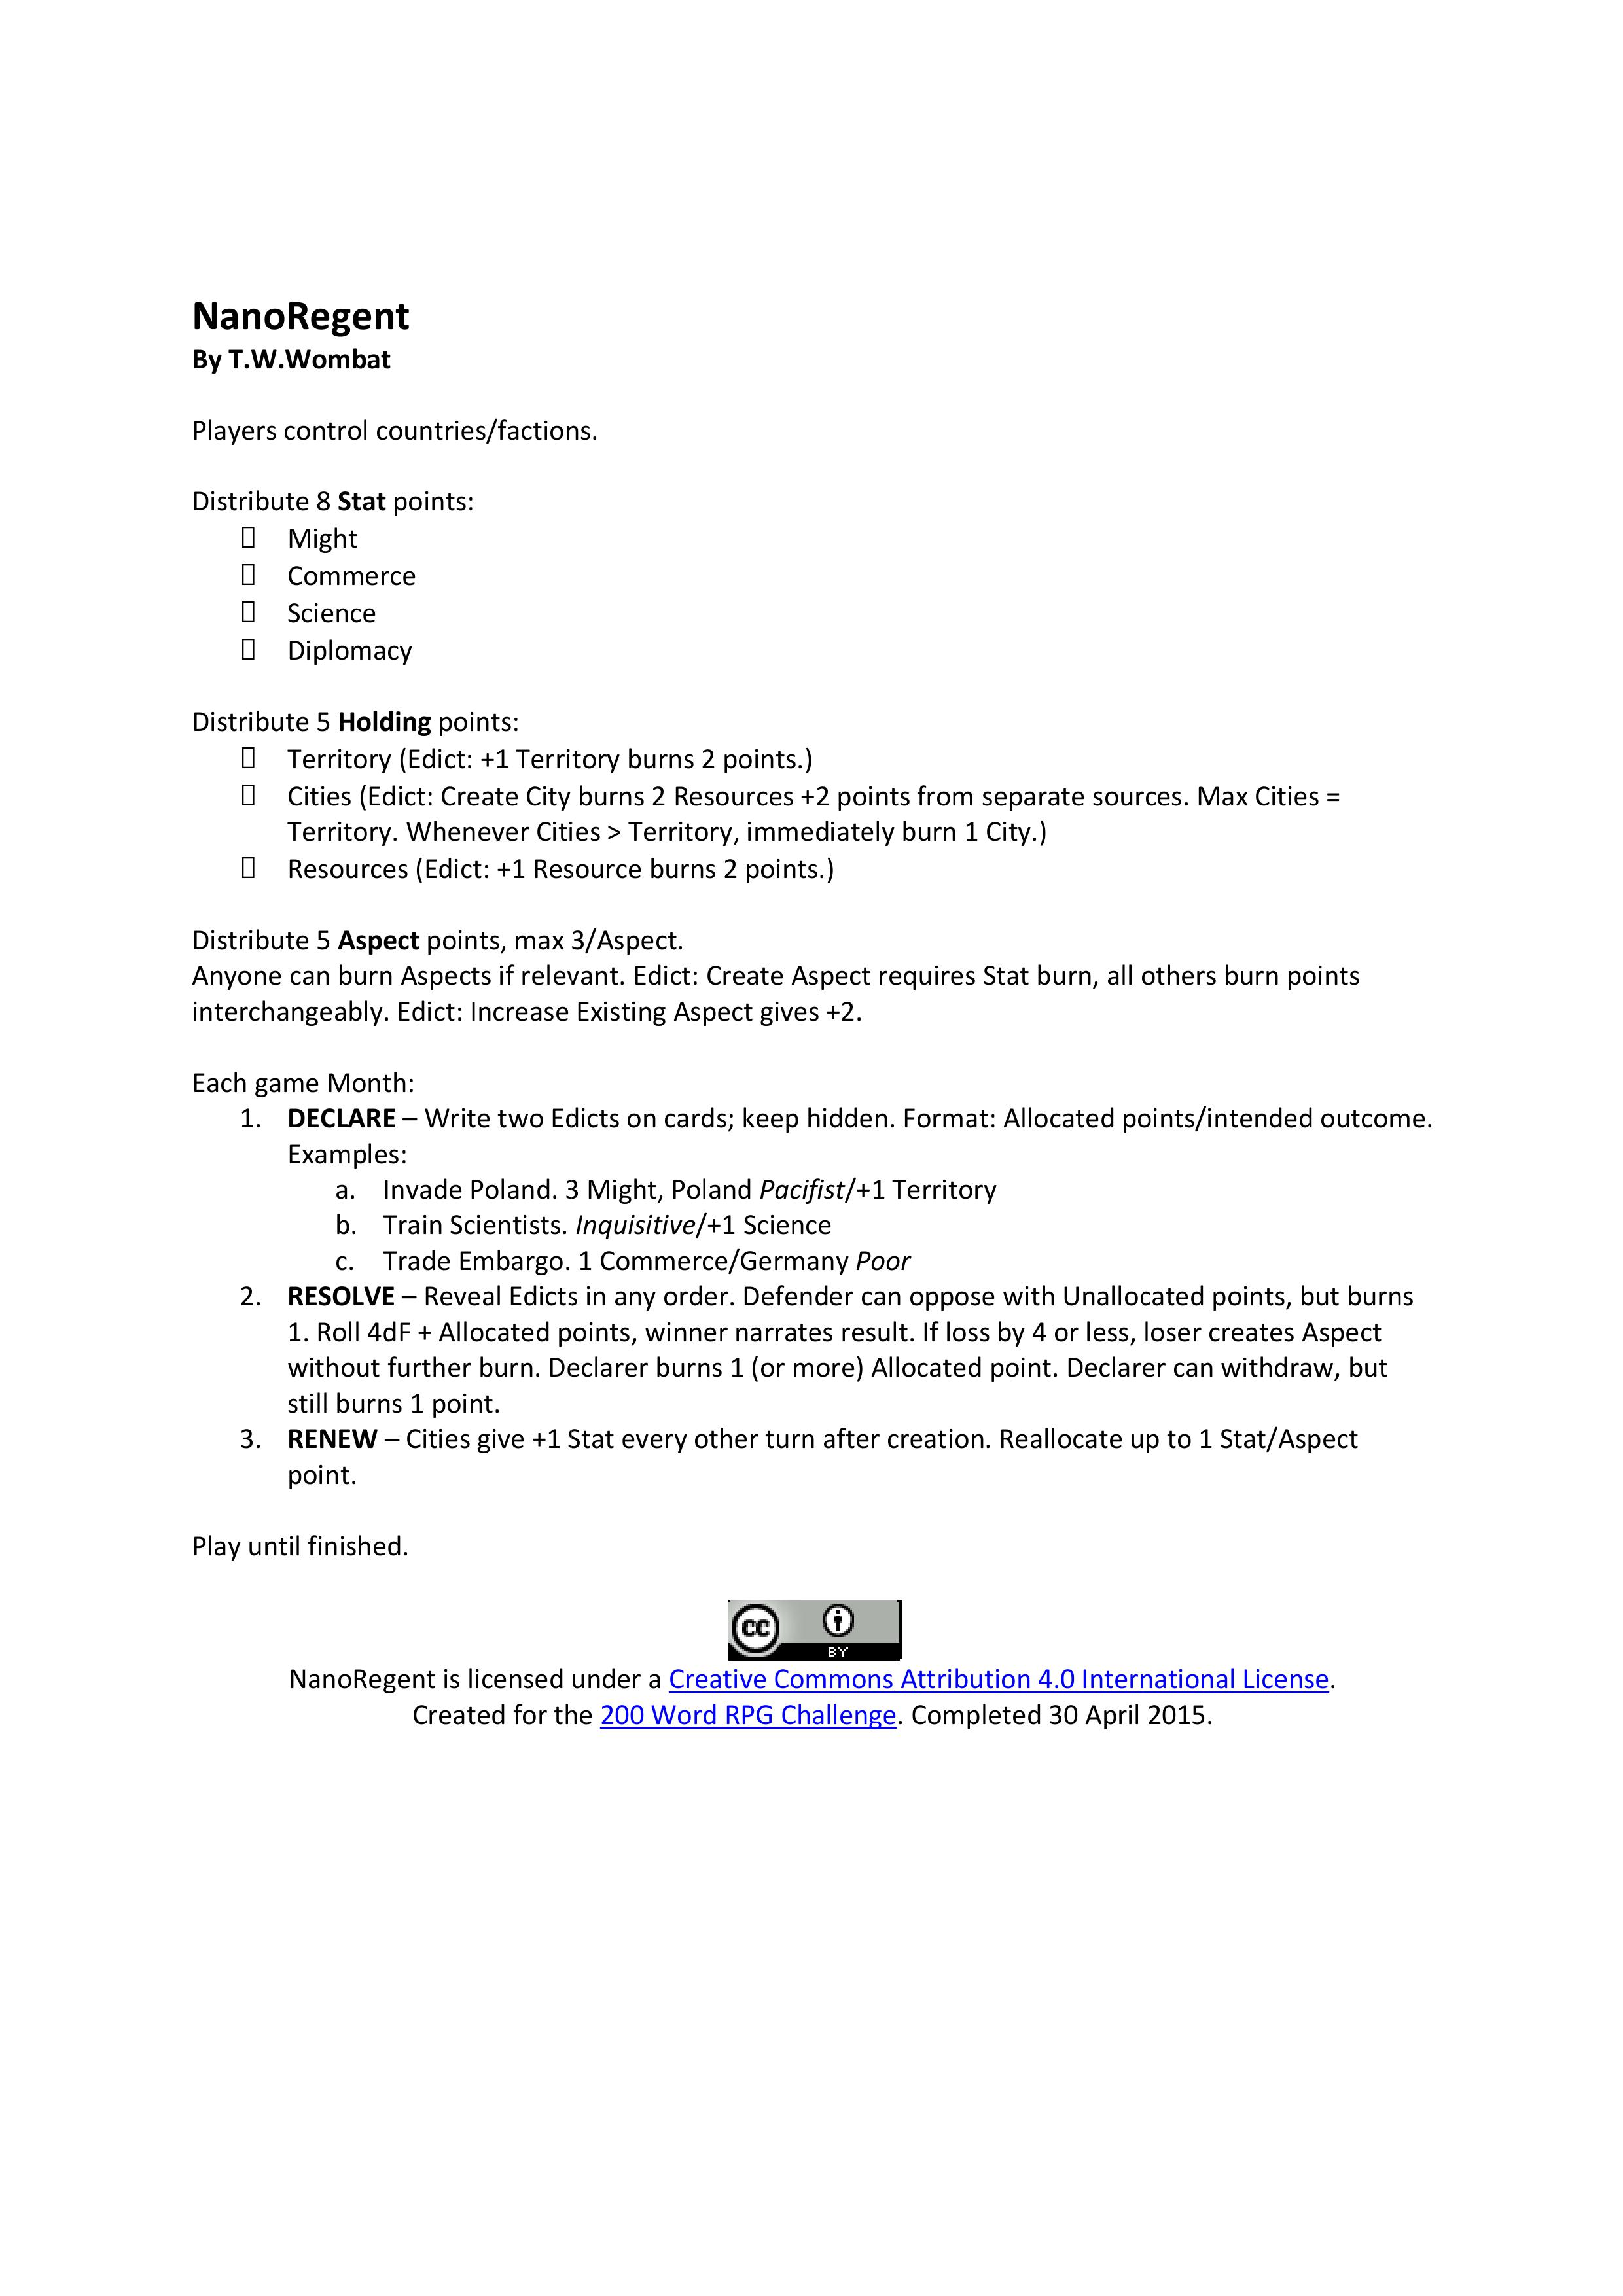 NanoRegent
By T.W.Wombat
Players control countries/factions.
Distribute 8 Stat points:
Might
Commerce
Science
Diplomacy
Distribute 5 Holding points:
Territory (Edict: +1 Territory burns 2 points.)
Cities (Edict: Create City burns 2 Resources +2 points from separate sources. Max Cities =
Territory. Whenever Cities > Territory, immediately burn 1 City.)
Resources (Edict: +1 Resource burns 2 points.)
Distribute 5 Aspect points, max 3/Aspect.
Anyone can burn Aspects if relevant. Edict: Create Aspect requires Stat burn, all others burn points
interchangeably. Edict: Increase Existing Aspect gives +2.
Each game Month:
1. DECLARE – Write two Edicts on cards; keep hidden. Format: Allocated points/intended outcome.
Examples:
a. Invade Poland. 3 Might, Poland Pacifist/+1 Territory
b. Train Scientists. Inquisitive/+1 Science
c. Trade Embargo. 1 Commerce/Germany Poor
2. RESOLVE – Reveal Edicts in any order. Defender can oppose with Unallocated points, but burns
1. Roll 4dF + Allocated points, winner narrates result. If loss by 4 or less, loser creates Aspect
without further burn. Declarer burns 1 (or more) Allocated point. Declarer can withdraw, but
still burns 1 point.
3. RENEW – Cities give +1 Stat every other turn after creation. Reallocate up to 1 Stat/Aspect
point.
Play until finished.
CC BY
NanoRegent is licensed under a Creative Commons Attribution 4.0 International License.
Created for the 200 Word RPG Challenge. Completed 30 April 2015.